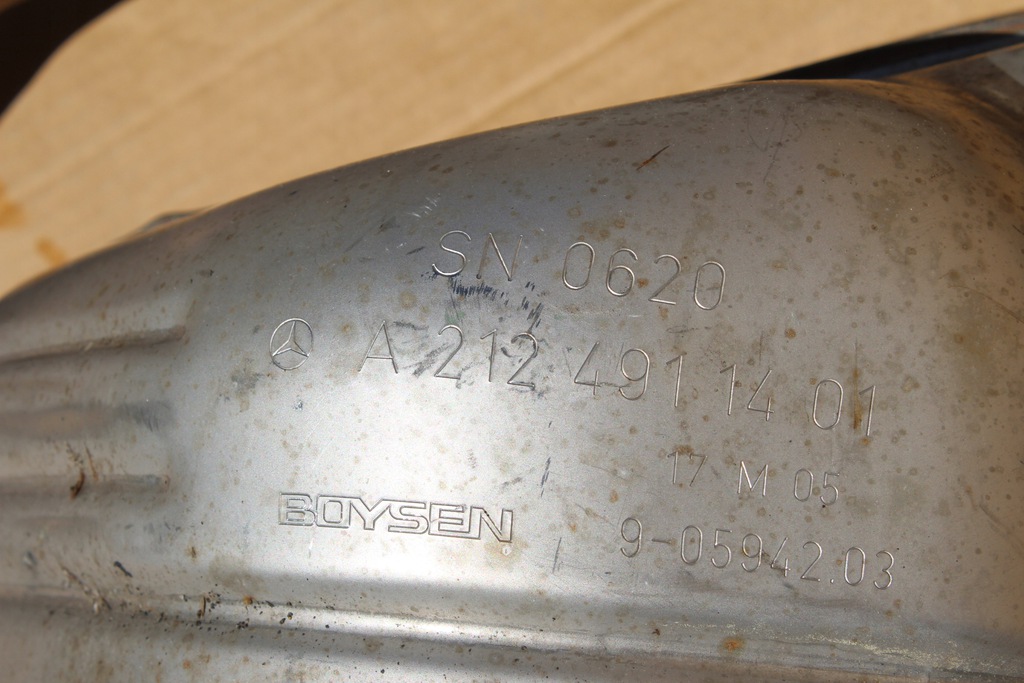 SN 0620
A 212 491 14 01
17 M 05
BOYSEN
9-05942.03